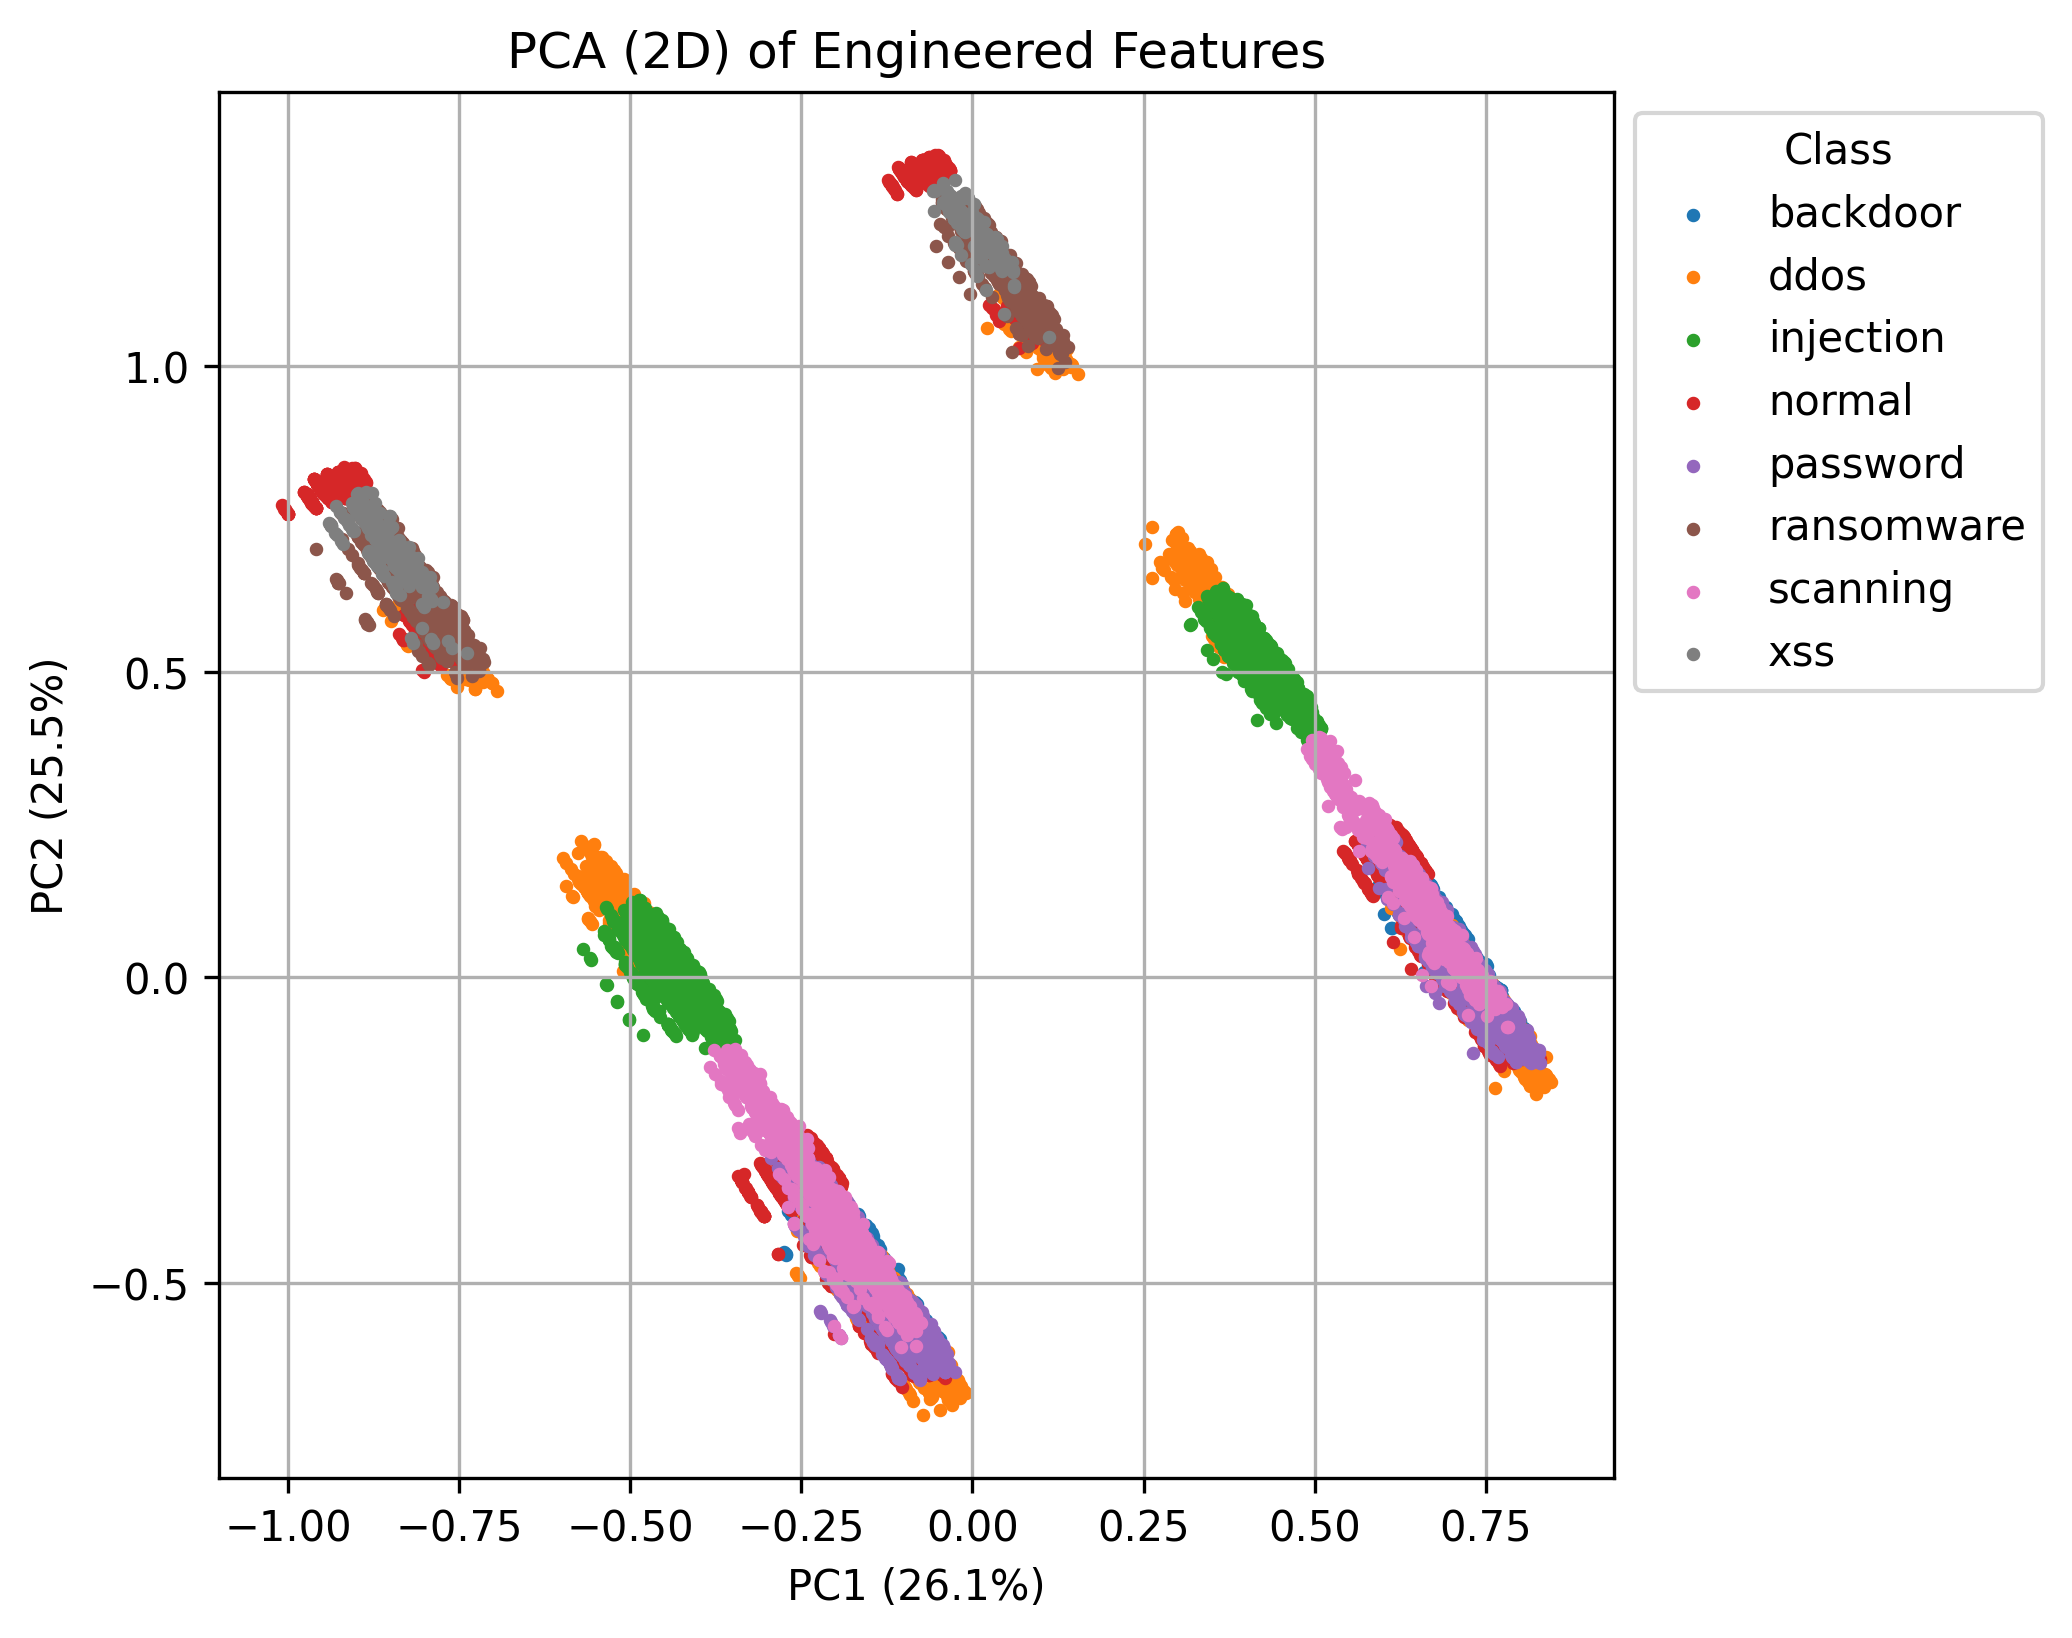 PCA (2D) of Engineered Features
Class
backdoor
ddos
injection
normal
password
ransomware
scanning
xss
PC2 (25.5%)
1.0
0.5
0.0
−0.5
−1.00 −0.75 −0.50 −0.25 0.00 0.25 0.50 0.75
PC1 (26.1%)